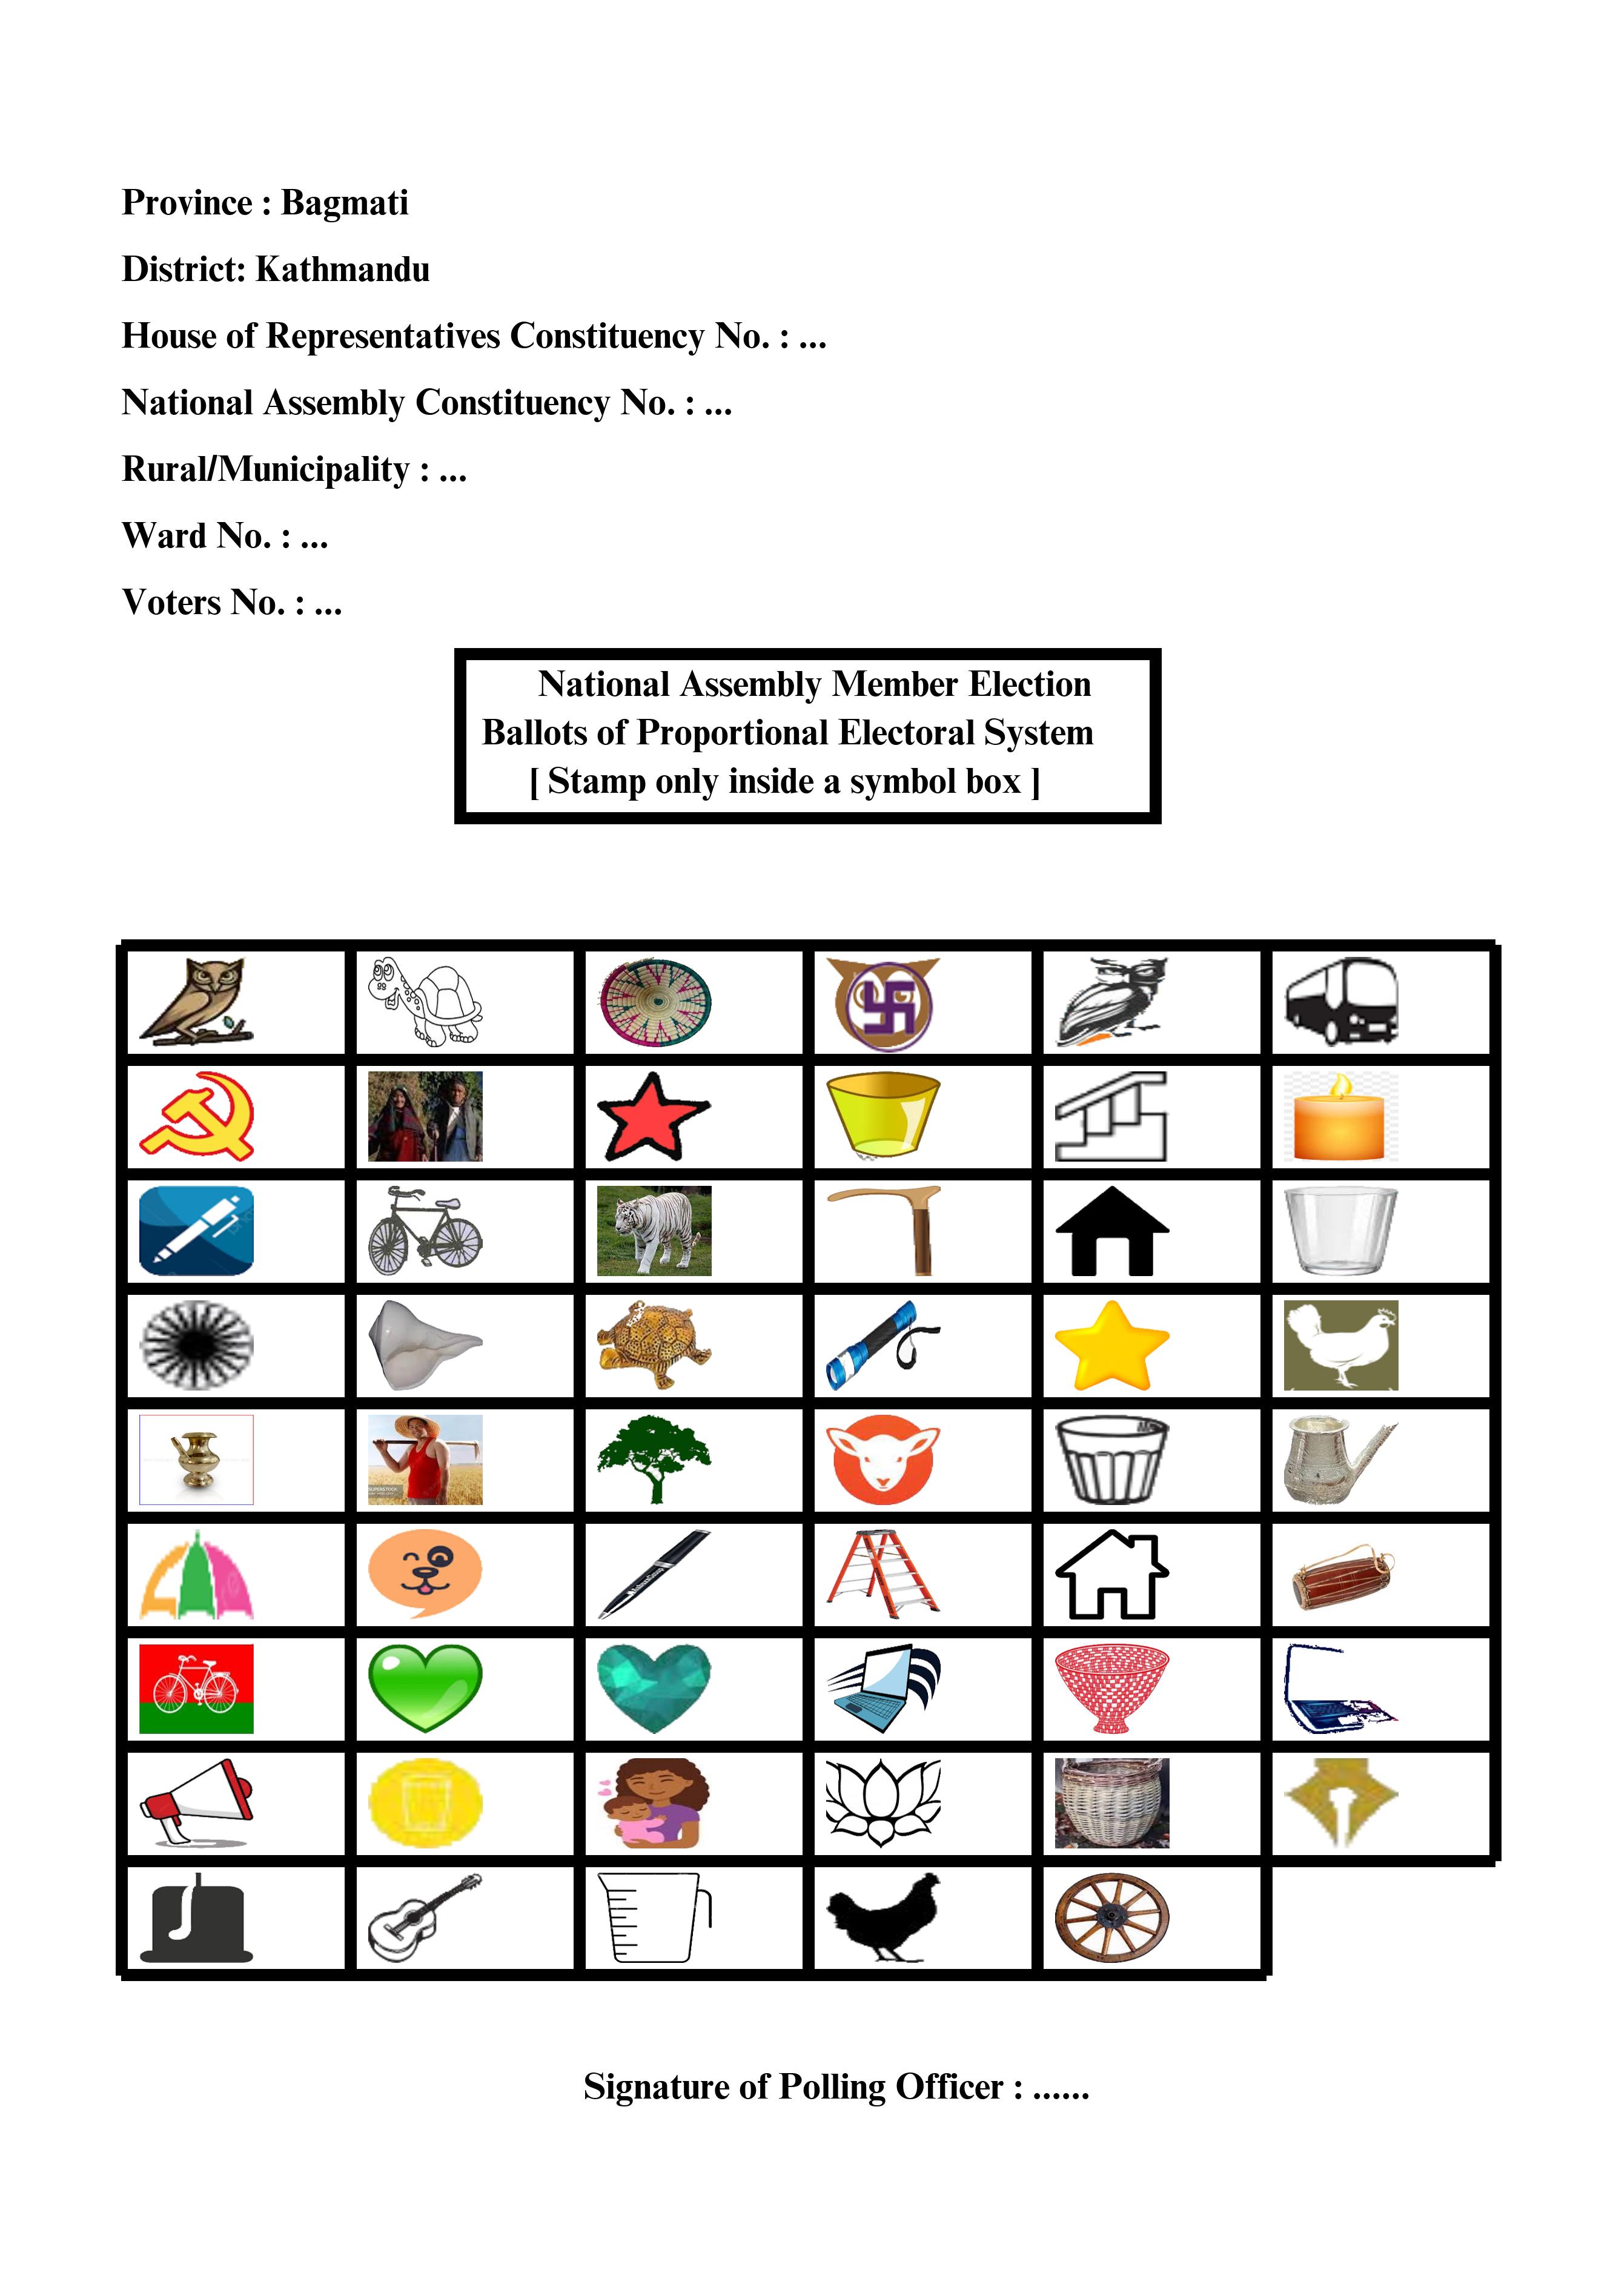 Province : Bagmati
District: Kathmandu
House of Representatives Constituency No. : ...
National Assembly Constituency No. : ...
Rural/Municipality : ...
Ward No. : ...
Voters No. : ...
National Assembly Member Election
Ballots of Proportional Electoral System
[ Stamp only inside a symbol box ]
Signature of Polling Officer : ......